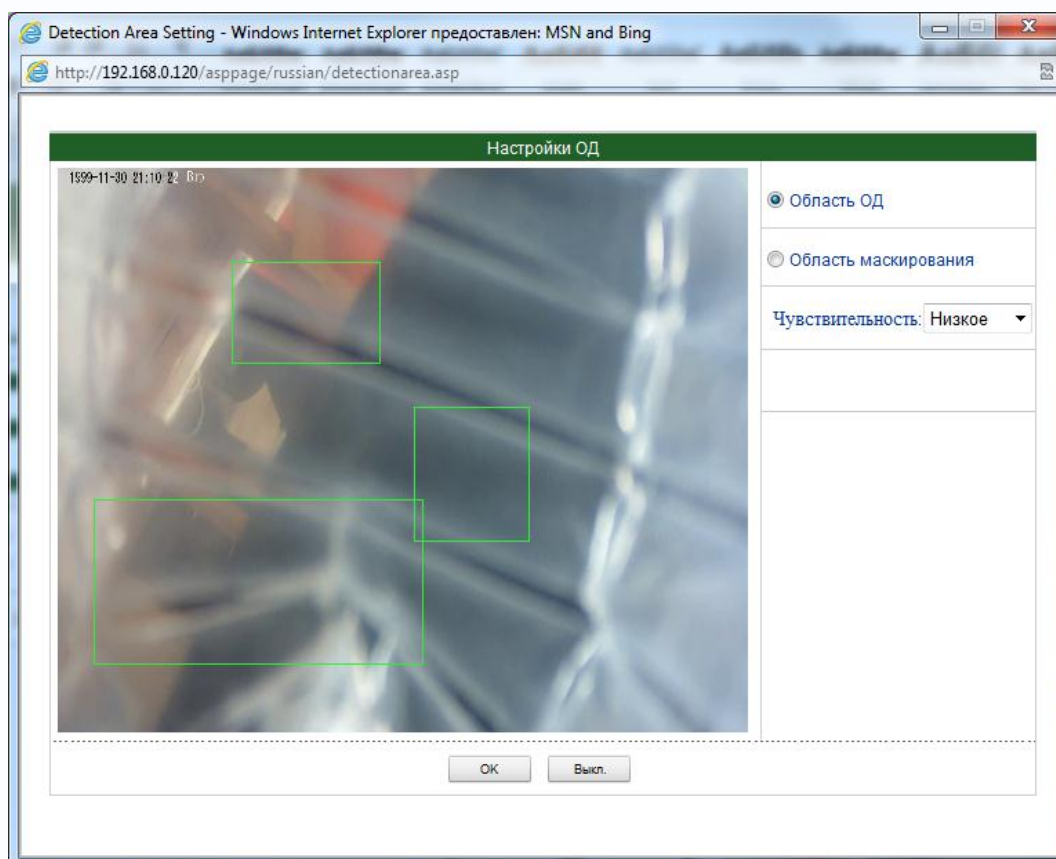 Detection Area Setting - Windows Internet Explorer предоставлен: MSN and Bing
http://192.168.0.120/asppage/russian/detectionarea.asp
Настройки ОД
1999-11-30 21:10:22
Область ОД
Область маскирования
Чувствительность: Низкое
OK Выкл.